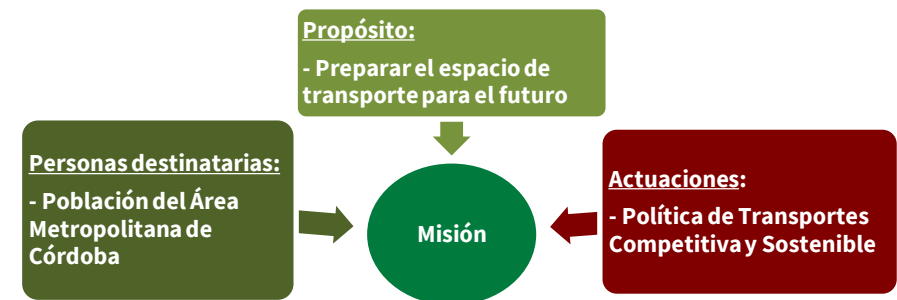 Propósito:
- Preparar el espacio de
transporte para el futuro
Personas destinatarias:
- Población del Área
Metropolitana de
Córdoba
Misión
Actuaciones:
- Política de Transportes
Competitiva y Sostenible